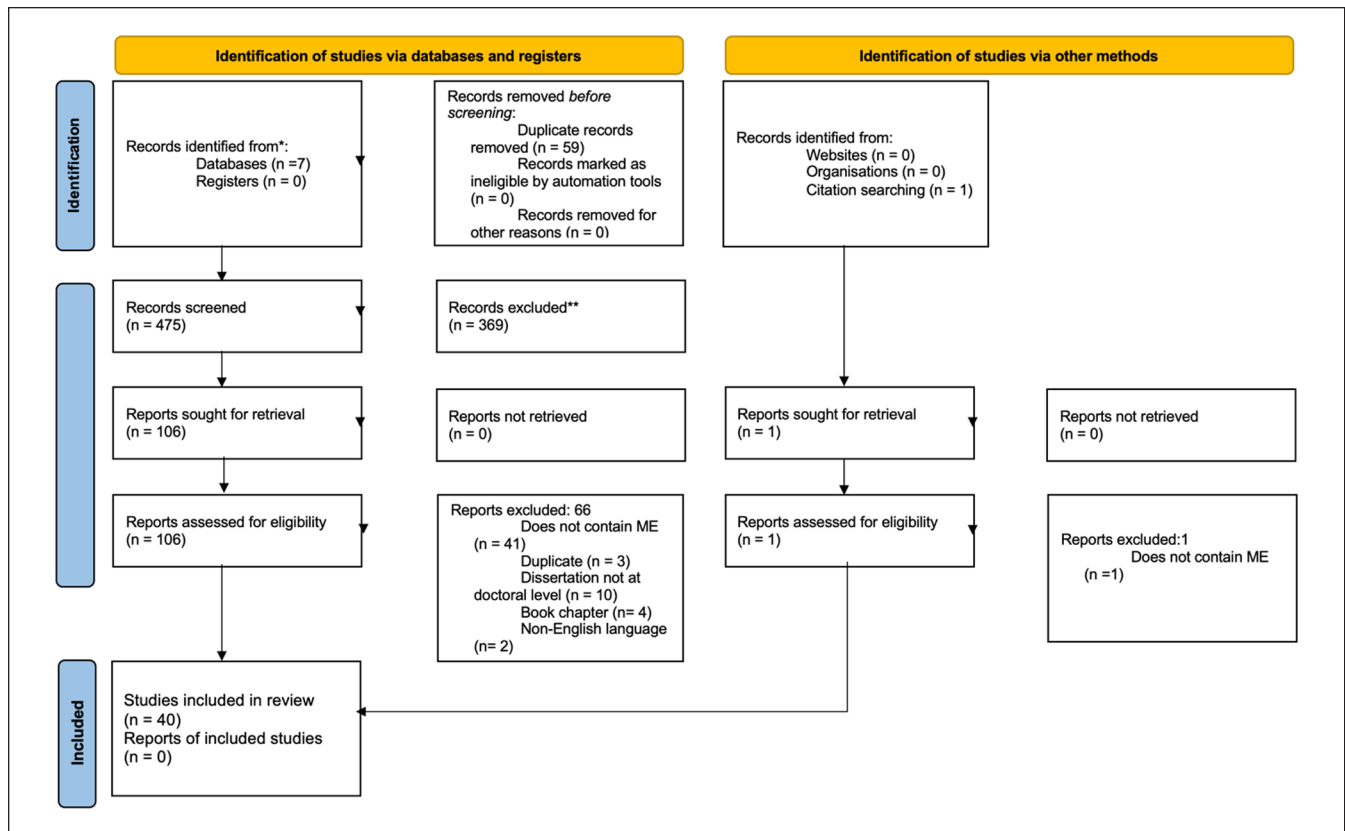 Identification of studies via databases and registers
Identification of studies via other methods
Identification
Records identified from*:
Databases (n =7)
Registers (n = 0)
Records removed before
screening:
Duplicate records
removed (n = 59)
Records marked as
ineligible by automation tools
(n = 0)
Records removed for
other reasons (n = 0)
Records identified from:
Websites (n = 0)
Organisations (n = 0)
Citation searching (n = 1)
Records screened
(n = 475)
Records excluded**
(n = 369)
Reports sought for retrieval
(n = 106)
Reports not retrieved
(n = 0)
Reports sought for retrieval
(n = 1)
Reports not retrieved
(n = 0)
Reports assessed for eligibility
(n = 106)
Reports excluded: 66
Does not contain ME
(n = 41)
Duplicate (n = 3)
Dissertation not at
doctoral level (n = 10)
Book chapter (n= 4)
Non-English language
(n= 2)
Reports assessed for eligibility
(n = 1)
Reports excluded:1
Does not contain ME
(n =1)
Included
Studies included in review
(n = 40)
Reports of included studies
(n = 0)